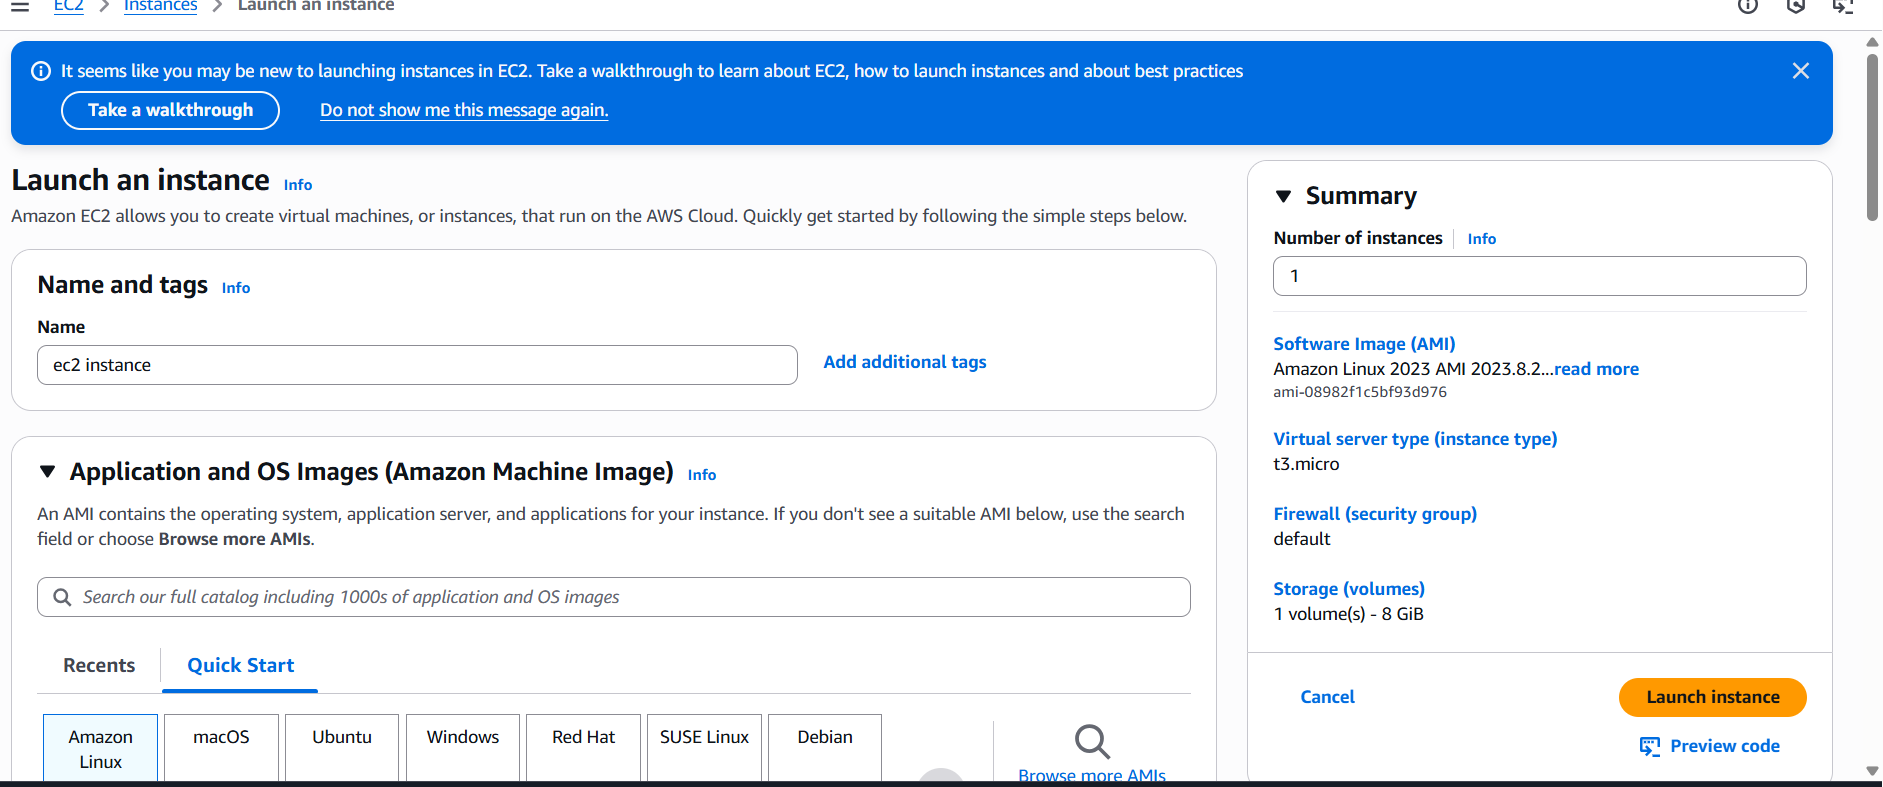 EC2 > Instances > Launch an instance
It seems like you may be new to launching instances in EC2. Take a walkthrough to learn about EC2, how to launch instances and about best practices
Take a walkthrough
Do not show me this message again.
Launch an instance Info
Amazon EC2 allows you to create virtual machines, or instances, that run on the AWS Cloud. Quickly get started by following the simple steps below.
Name and tags Info
Name
ec2 instance
Add additional tags
Application and OS Images (Amazon Machine Image) Info
An AMI contains the operating system, application server, and applications for your instance. If you don't see a suitable AMI below, use the search
field or choose Browse more AMIs.
Search our full catalog including 1000s of application and OS images
Recents
Quick Start
Amazon
Linux
macOS
Ubuntu
Windows
Red Hat
SUSE Linux
Debian
Browse more AMIs
Summary
Number of instances Info
1
Software Image (AMI)
Amazon Linux 2023 AMI 2023.8.2...read more
ami-08982f1c5bf93d976
Virtual server type (instance type)
t3.micro
Firewall (security group)
default
Storage (volumes)
1 volume(s) - 8 GiB
Cancel
Launch instance
Preview code